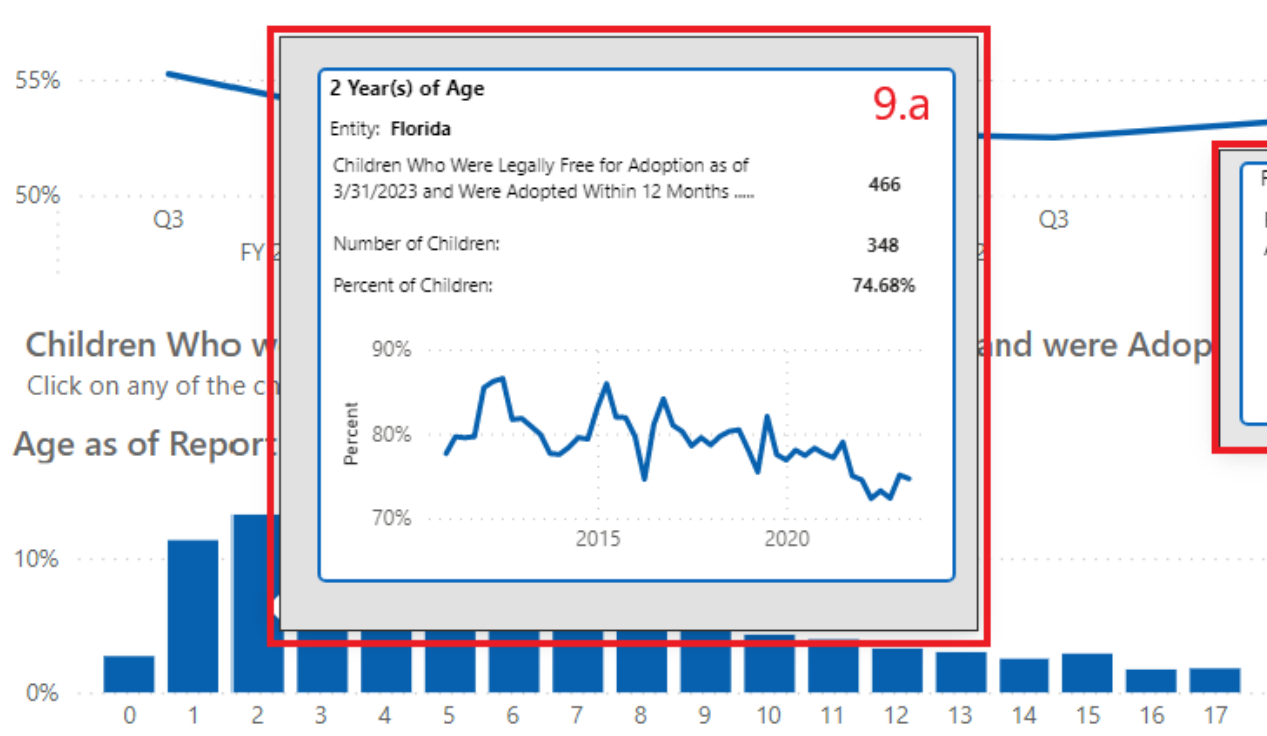 2 Year(s) of Age
9.a
Entity: Florida
Children Who Were Legally Free for Adoption as of
3/31/2023 and Were Adopted Within 12 Months .....
466
Number of Children: 348
Percent of Children: 74.68%
90%
80%
70%
Percent
2015 2020
55%
50%
Q3 Q3
FY 2
Children Who w
and were Adop
Click on any of the ch
Age as of Report
10%
0%
0 1 2 3 4 5 6 7 8 9 10 11 12 13 14 15 16 17